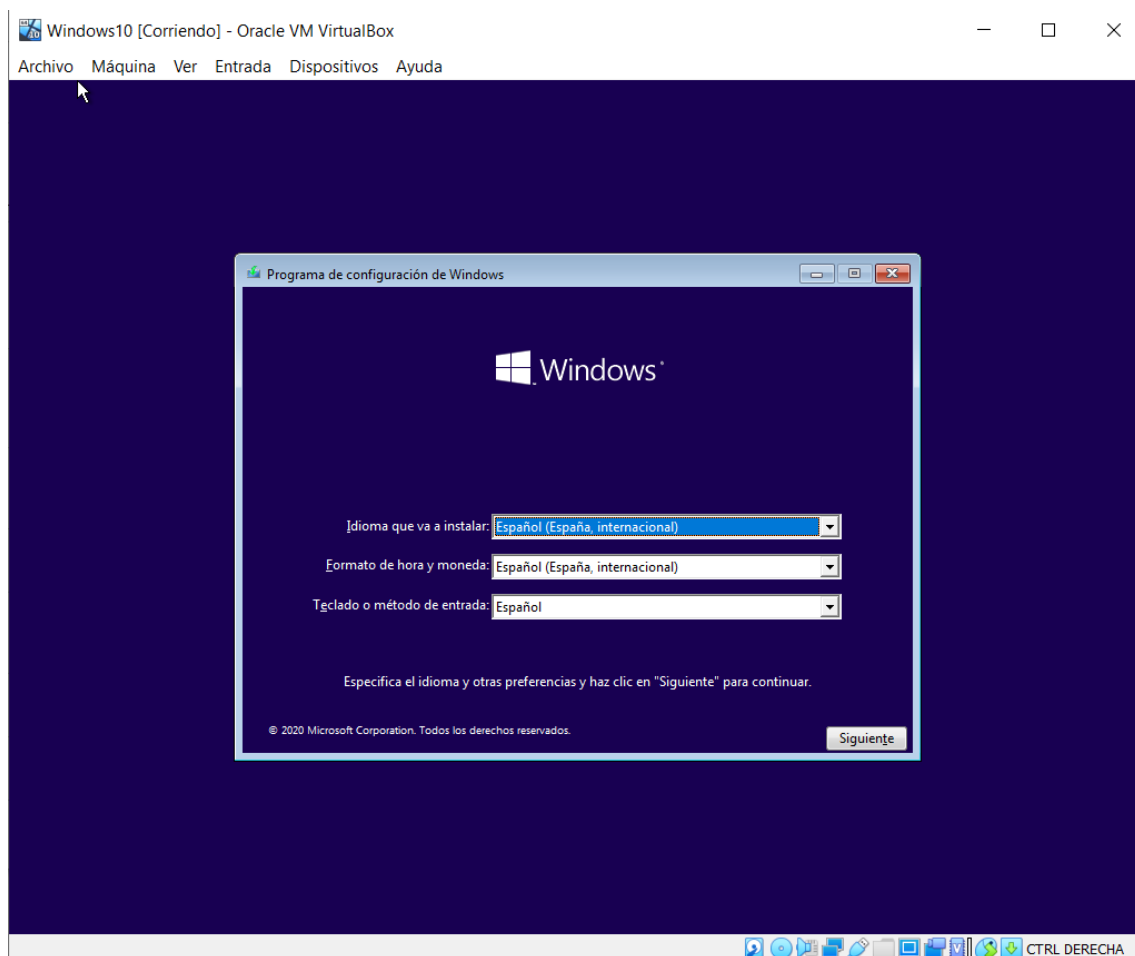 Windows10 [Corriendo] - Oracle VM VirtualBox
Archivo Máquina Ver Entrada Dispositivos Ayuda
Programa de configuración de Windows
Windows
Idioma que va a instalar: Español (España, internacional)
Formato de hora y moneda: Español (España, internacional)
Teclado o método de entrada: Español
Especifica el idioma y otras preferencias y haz clic en "Siguiente" para continuar.
© 2020 Microsoft Corporation. Todos los derechos reservados.
Siguiente
CTRL DERECHA